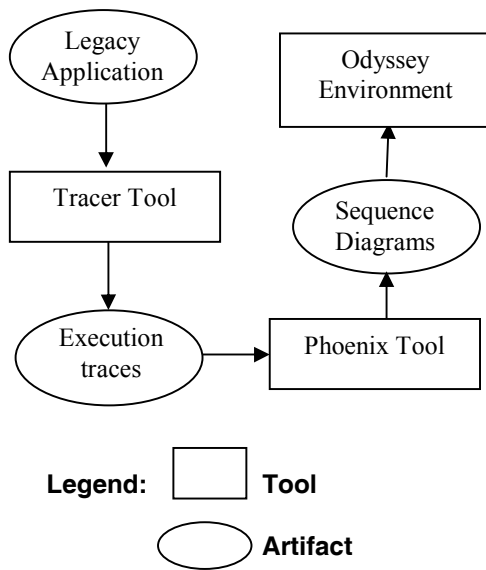 Legacy
Application
Tracer Tool
Execution
traces
Phoenix Tool
Sequence
Diagrams
Odyssey
Environment
Legend:
Tool
Artifact